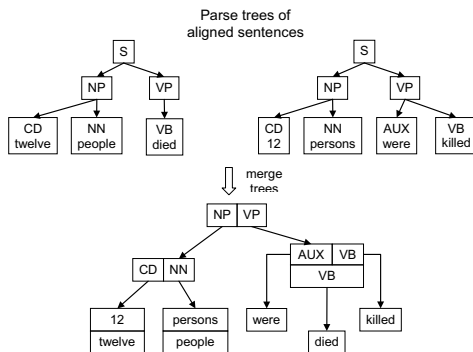 Parse trees of
aligned sentences
S
S
NP VP
NP VP
CD
twelve
NN
people
VB
died
CD
12
NN
persons
AUX
were
VB
killed
merge
trees
NP VP
CD NN
AUX VB
VB
12
twelve
persons
people
were
died
killed